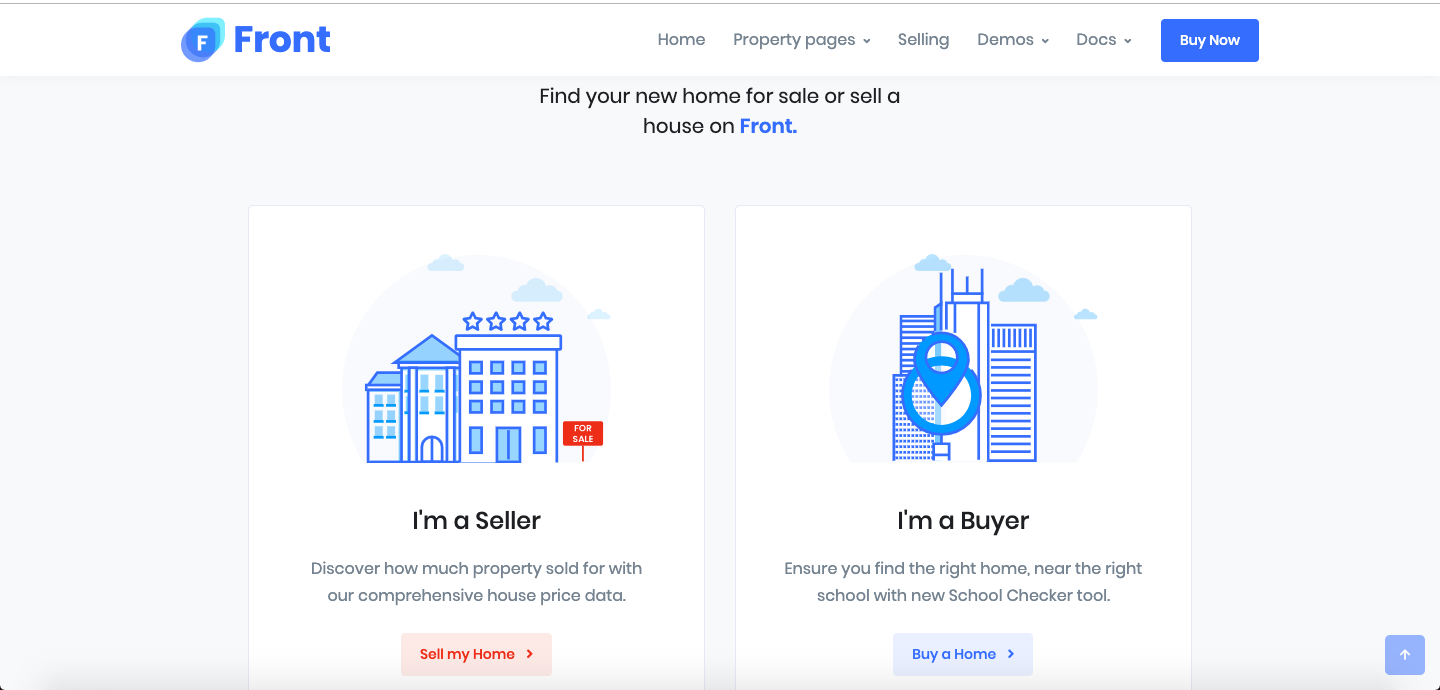 F Front
Home Property pages Selling Demos Docs Buy Now
Find your new home for sale or sell a
house on Front.
FOR
SALE
I'm a Seller
Discover how much property sold for with
our comprehensive house price data.
Sell my Home
I'm a Buyer
Ensure you find the right home, near the right
school with new School Checker tool.
Buy a Home